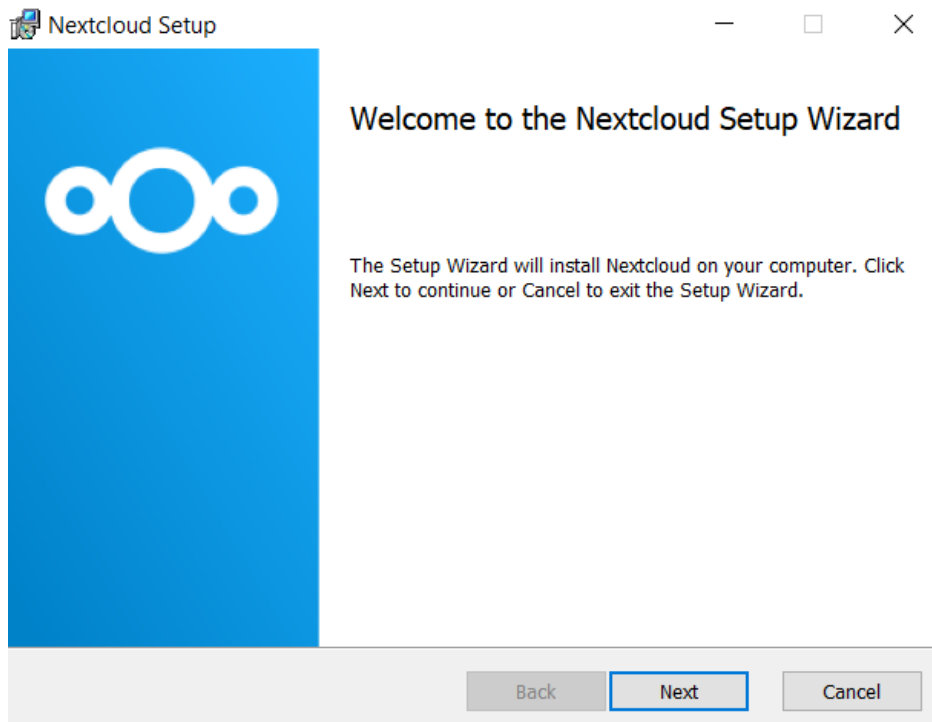 Nextcloud Setup
Welcome to the Nextcloud Setup Wizard
The Setup Wizard will install Nextcloud on your computer. Click
Next to continue or Cancel to exit the Setup Wizard.
Back
Next
Cancel